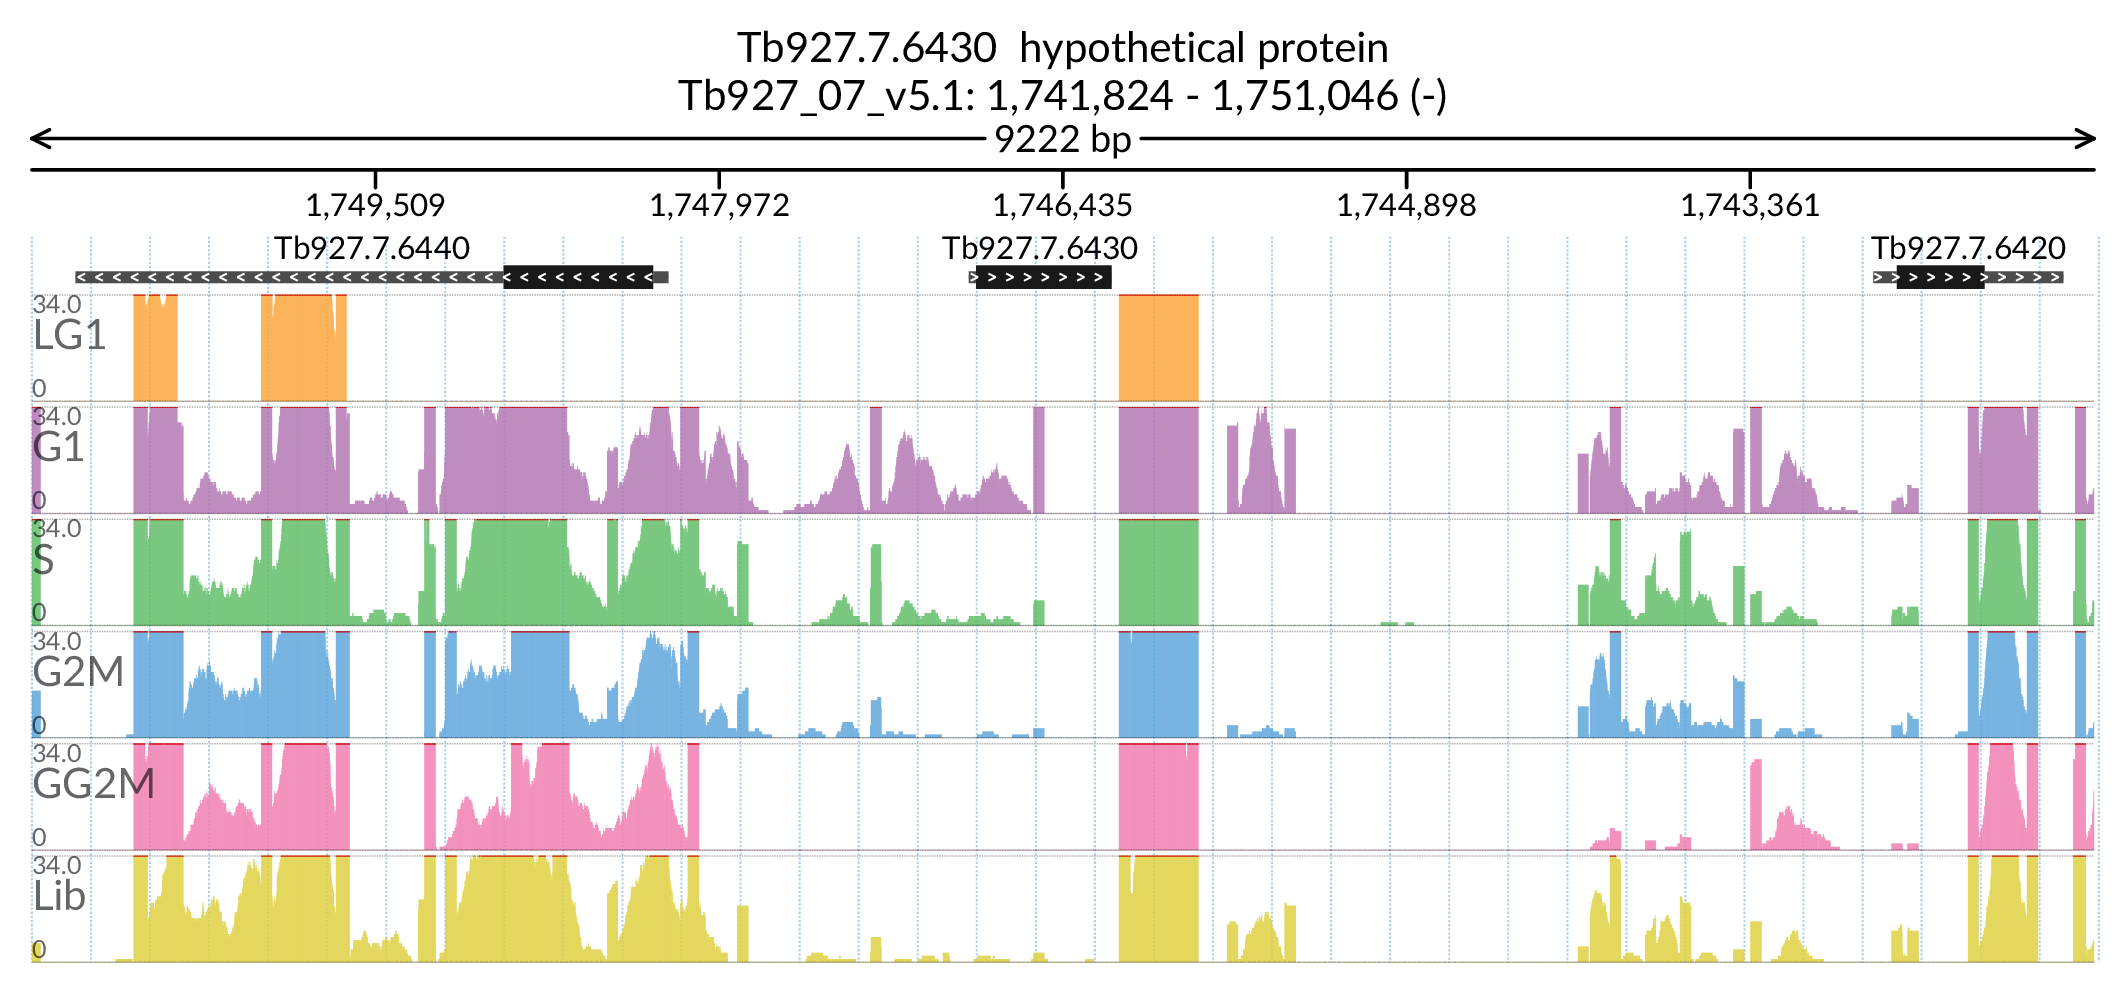 Tb927.7.6430  hypothetical protein
Tb927_07_v5.1: 1,741,824 - 1,751,046 (-)
9222 bp
1,749,509 1,747,972 1,746,435 1,744,898 1,743,361
Tb927.7.6440 Tb927.7.6430 Tb927.7.6420
34.0
LG1
0
34.0
G1
0
34.0
S
0
34.0
G2M
0
34.0
GG2M
0
34.0
Lib
0